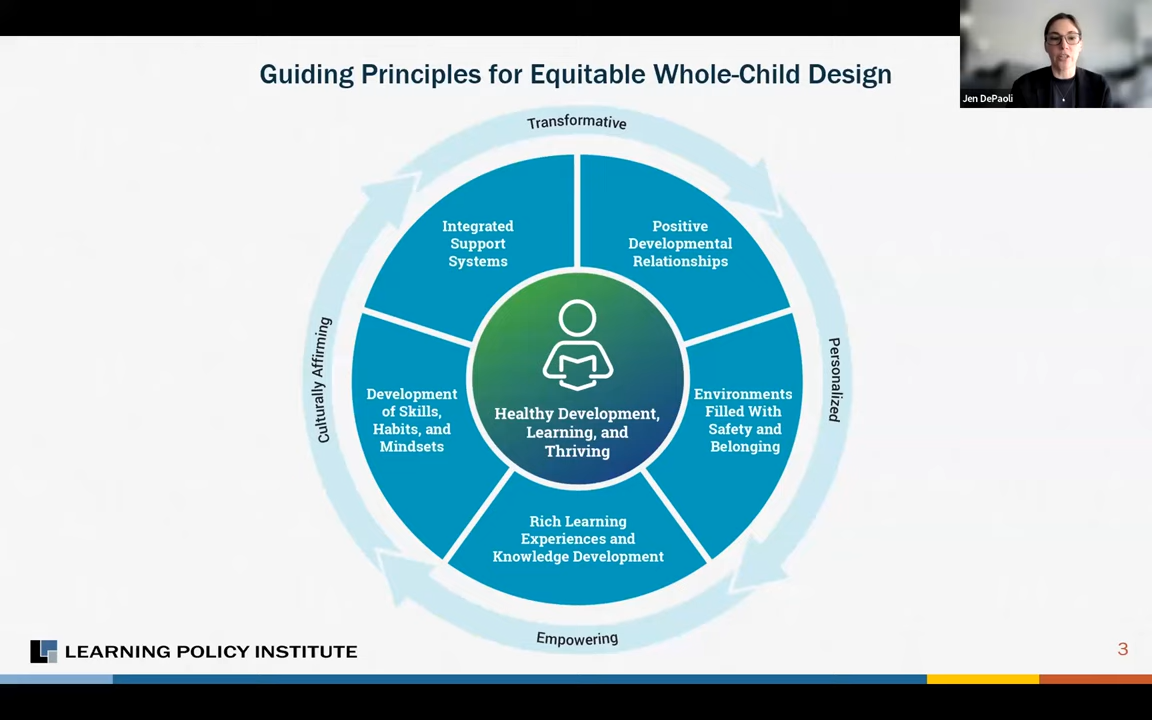 Guiding Principles for Equitable Whole-Child Design
Jen DePaoli
Transformative
Integrated
Support
Systems
Positive
Developmental
Relationships
Culturally Affirming
Personalized
Development
of Skills,
Habits, and
Mindsets
Healthy Development,
Learning, and
Thriving
Environments
Filled With
Safety and
Belonging
Rich Learning
Experiences and
Knowledge Development
Empowering
LEARNING POLICY INSTITUTE
3